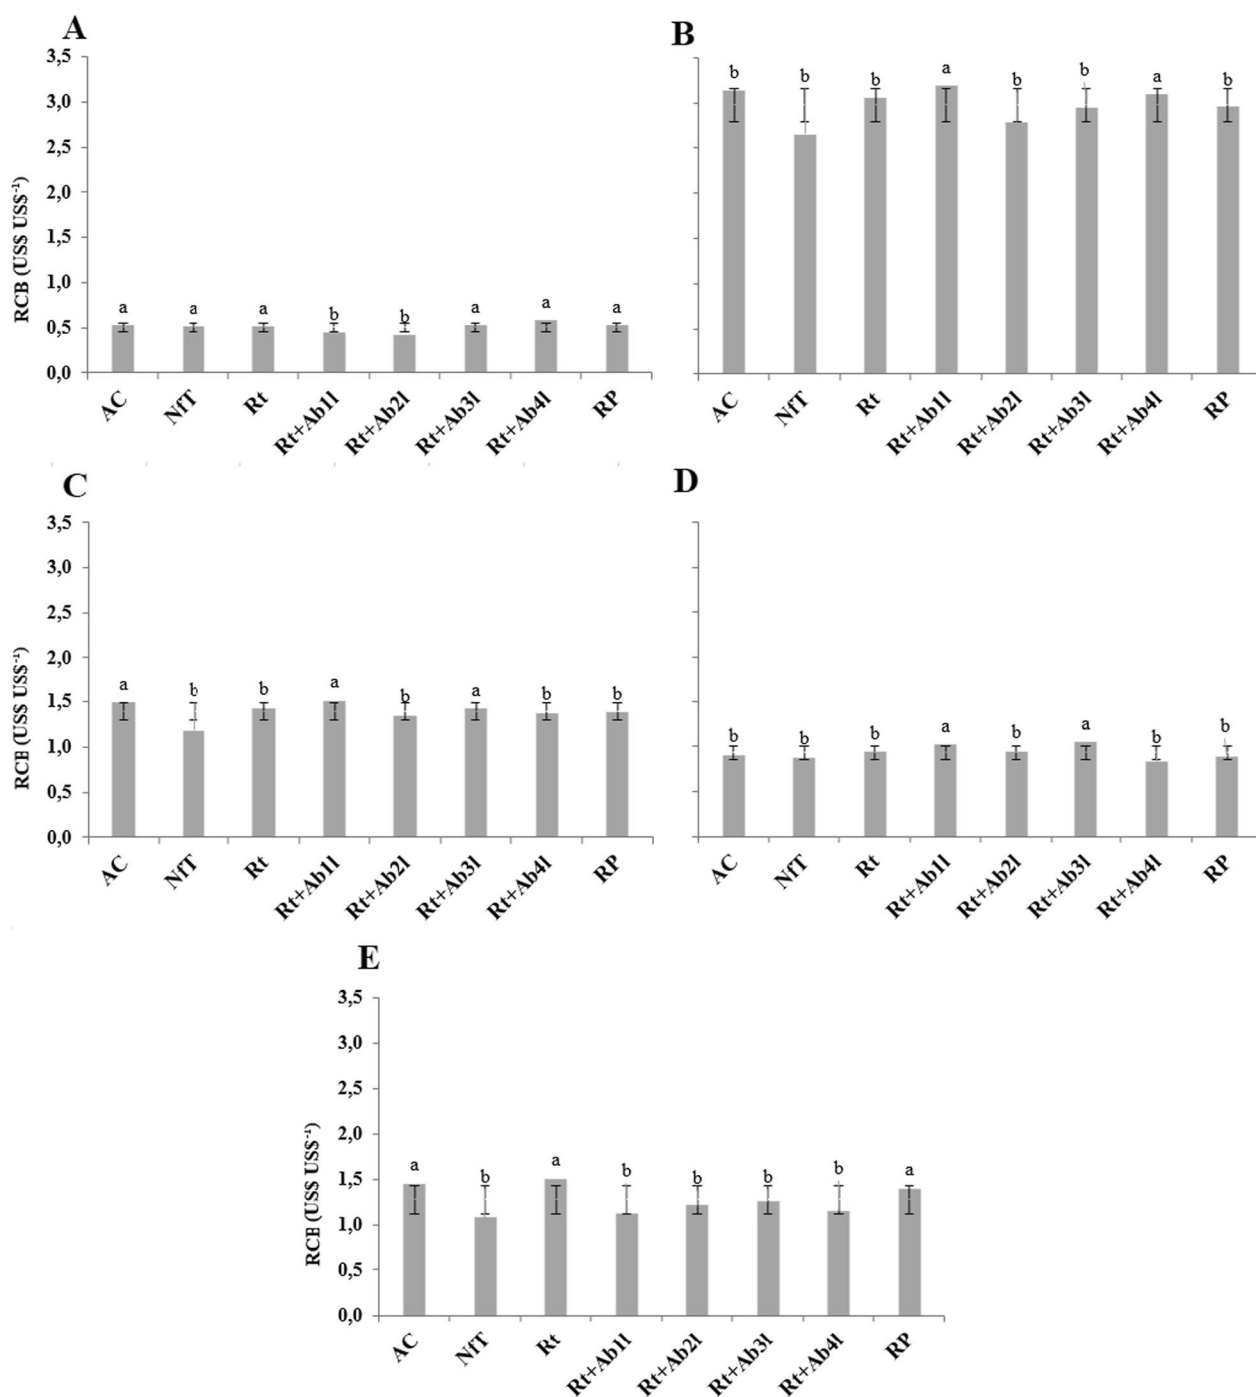 A
3,5
3,0
2,5
2,0
1,5
1,0
0,5
0,0
RCB (US$ US$⁻¹)
a a a b b a a a
AC NfT Rt Rt+Ab1l Rt+Ab2l Rt+Ab3l Rt+Ab4l RP
B
b b b a b b a b
AC NfT Rt Rt+Ab1l Rt+Ab2l Rt+Ab3l Rt+Ab4l RP
C
3,5
3,0
2,5
2,0
1,5
1,0
0,5
0,0
RCB (US$ US$⁻¹)
a b b a b a b b
AC NfT Rt Rt+Ab1l Rt+Ab2l Rt+Ab3l Rt+Ab4l RP
D
b b b a b a b b
AC NfT Rt Rt+Ab1l Rt+Ab2l Rt+Ab3l Rt+Ab4l RP
E
3,5
3,0
2,5
2,0
1,5
1,0
0,5
0,0
RCB (US$ US$⁻¹)
a b a b b b b a
AC NfT Rt Rt+Ab1l Rt+Ab2l Rt+Ab3l Rt+Ab4l RP